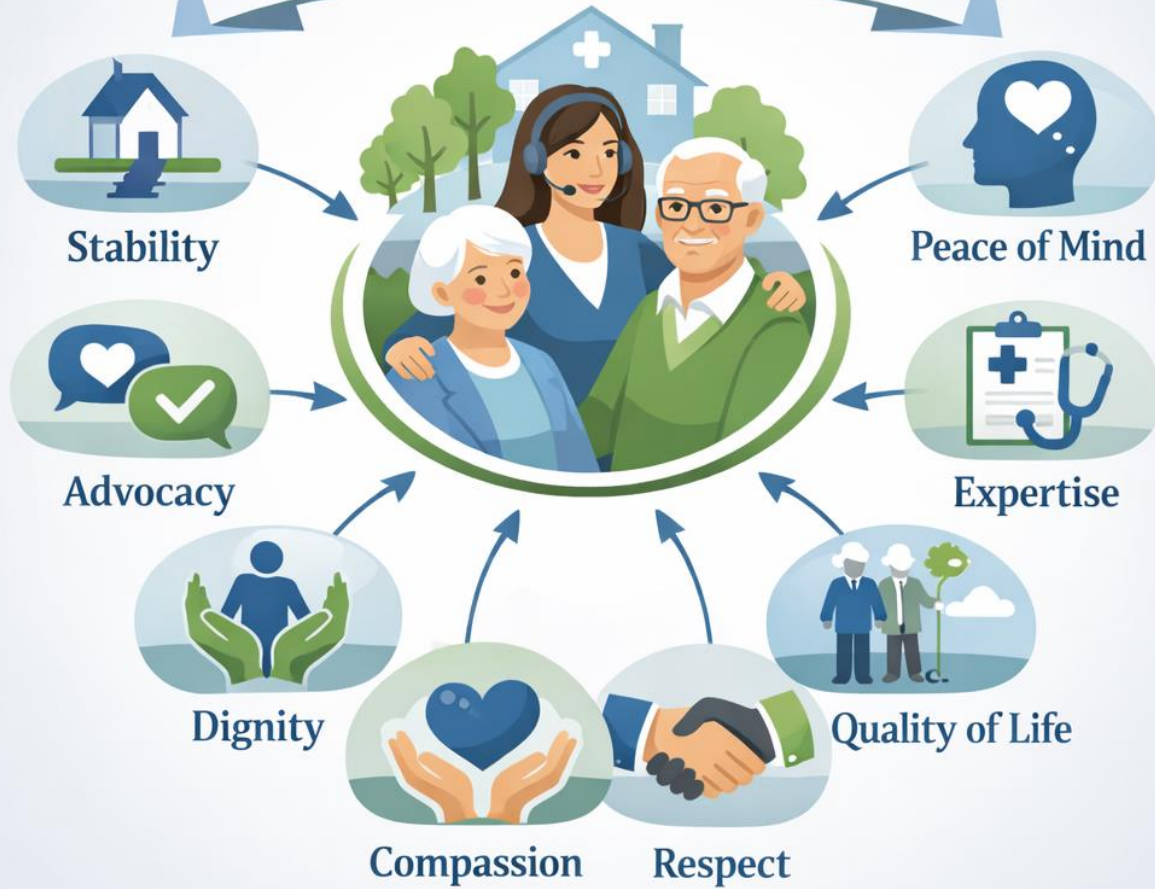 Stability
Peace of Mind
Advocacy
Expertise
Dignity
Quality of Life
Compassion
Respect